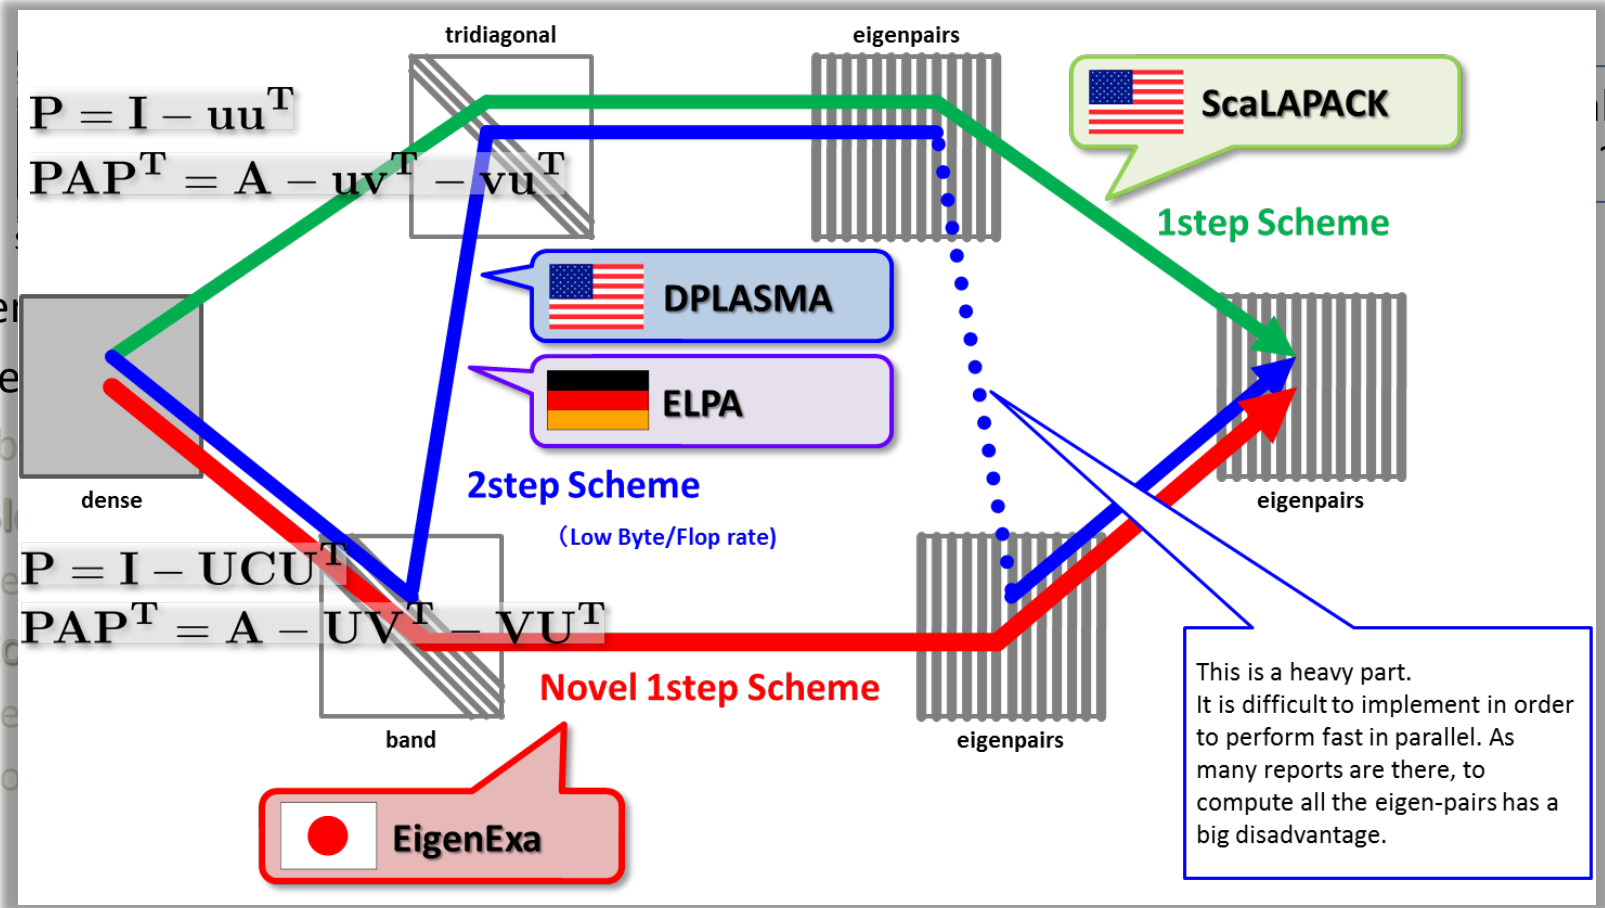 tridiagonal
eigenpairs
P = I − uu^T
PAP^T = A − uv^T − vu^T
ScaLAPACK
1step Scheme
DPLASMA
ELPA
dense
2step Scheme
（Low Byte/Flop rate)
eigenpairs
P = I − UCU^T
PAP^T = A − UV^T − VU^T
Novel 1step Scheme
band
eigenpairs
EigenExa
This is a heavy part.
It is difficult to implement in order
to perform fast in parallel. As
many reports are there, to
compute all the eigen-pairs has a
big disadvantage.